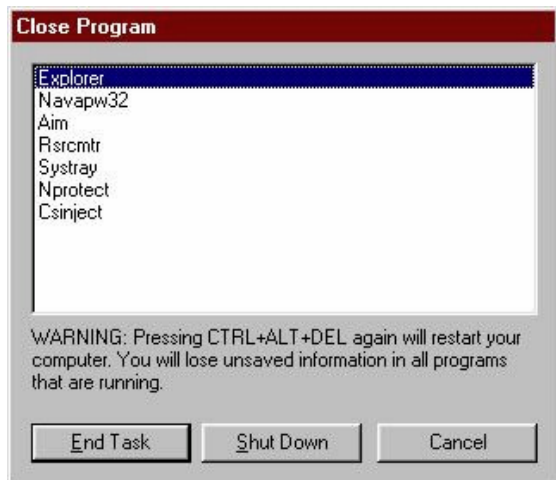 Close Program
Explorer
Navapw32
Aim
Rsrcmtr
Systray
Nprotect
Csinject
WARNING: Pressing CTRL+ALT+DEL again will restart your
computer. You will lose unsaved information in all programs
that are running.
End Task Shut Down Cancel